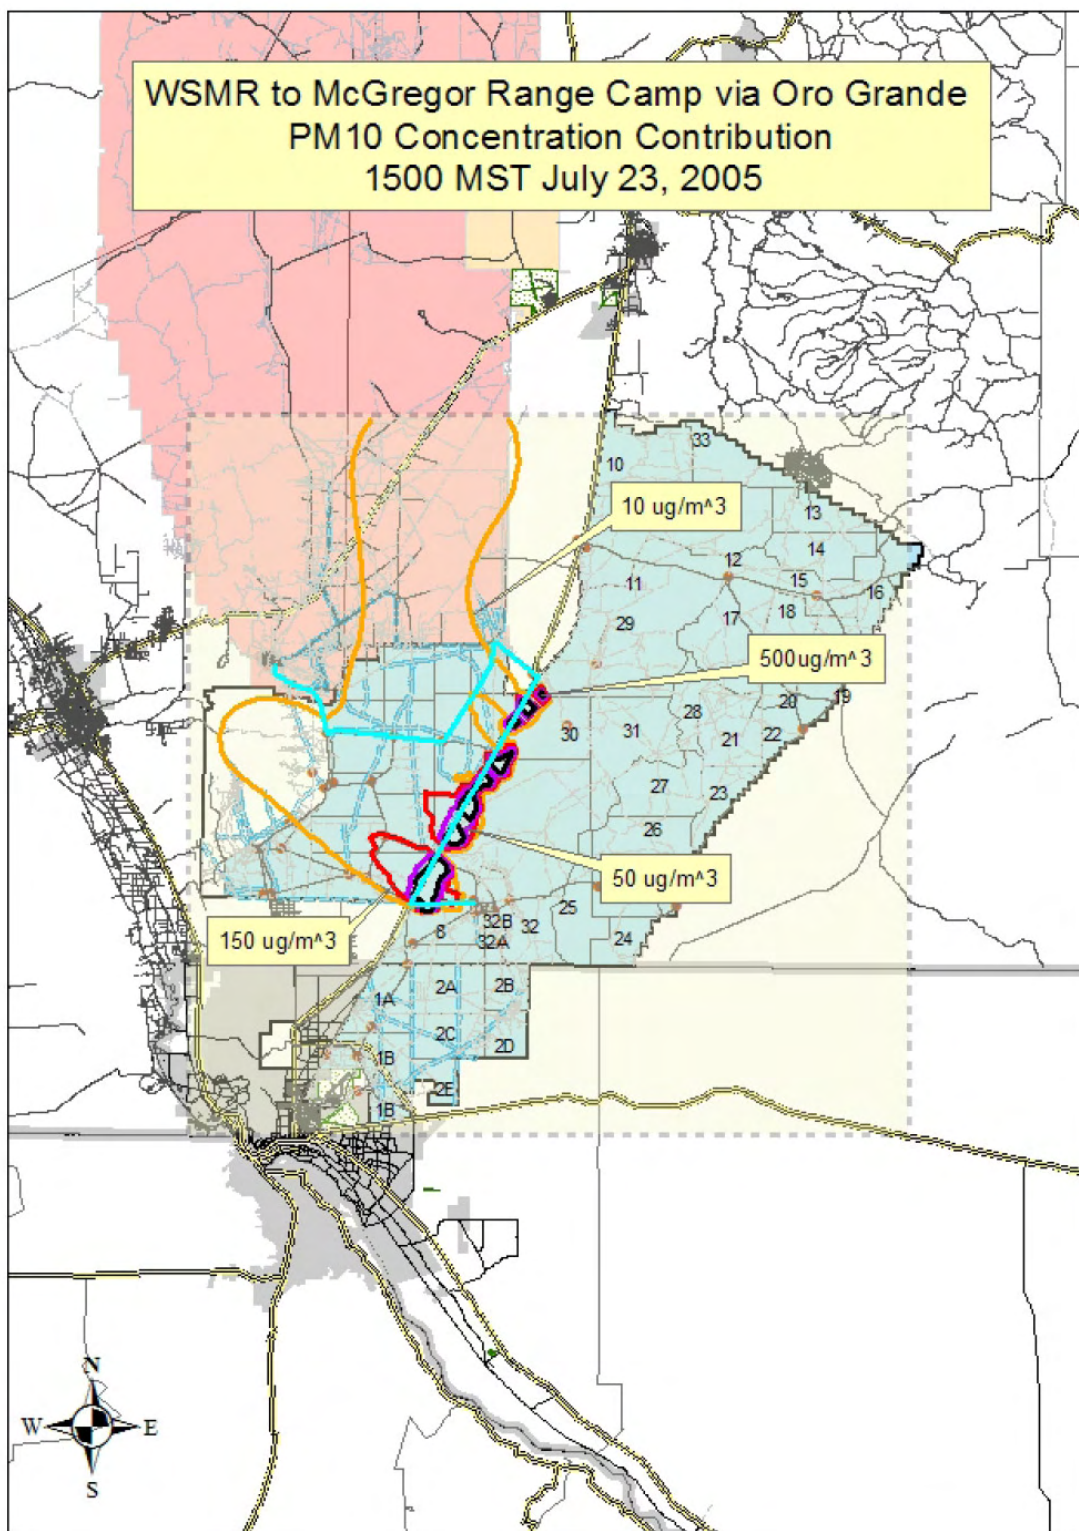 WSMR to McGregor Range Camp via Oro Grande
PM10 Concentration Contribution
1500 MST July 23, 2005
33
10
10 ug/m^3
13
14
12
11
15
16
17
18
29
500ug/m^3
19
20
28
30
31
21
22
27
23
26
50 ug/m^3
25
32B
32
8
32A
24
150 ug/m^3
2A
2B
1A
2C
2D
1B
2E
1B
N
W
E
S